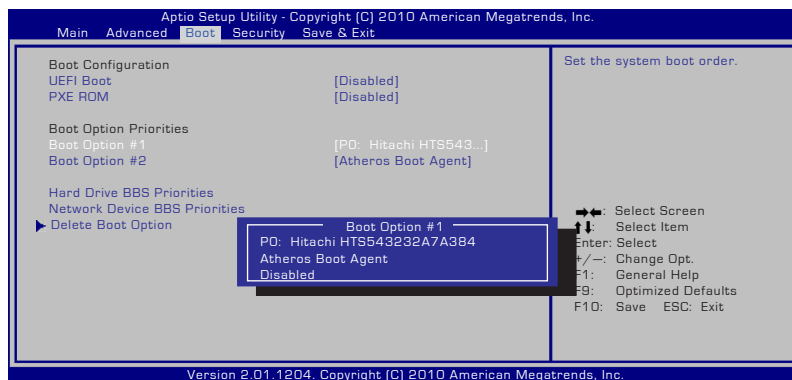 Aptio Setup Utility - Copyright (C) 2010 American Megatrends, Inc.
Main Advanced Boot Security Save & Exit
Boot Configuration
UEFI Boot [Disabled]
PXE ROM [Disabled]
Boot Option Priorities
Boot Option #1 [P0: Hitachi HTS543...]
Boot Option #2 [Atheros Boot Agent]
Hard Drive BBS Priorities
Network Device BBS Priorities
Delete Boot Option
Boot Option #1
P0: Hitachi HTS543232A7A384
Atheros Boot Agent
Disabled
Set the system boot order.
→←: Select Screen
↑↓: Select Item
Enter: Select
+/—: Change Opt.
F1: General Help
F9: Optimized Defaults
F10: Save ESC: Exit
Version 2.01.1204. Copyright (C) 2010 American Megatrends, Inc.